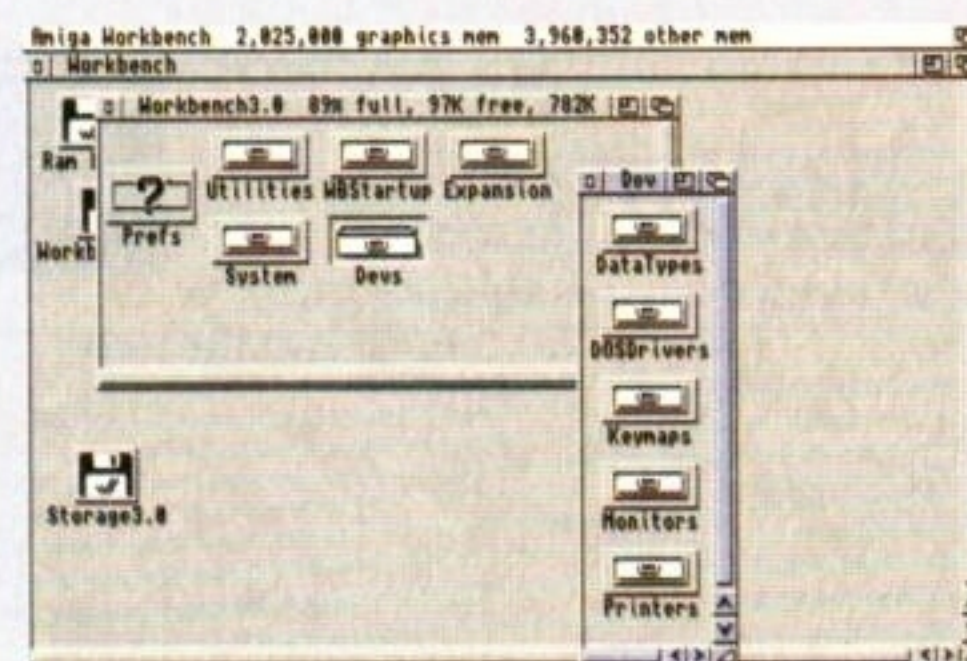 Amiga Workbench 2,025,000 graphics mem 3,968,352 other mem
Workbench
Workbench3.0 89% full, 97K free, 782K
Ram
Utilities WBStartup Expansion
Dev
Prefs
Workb
System Devs
DataTypes
DOSDrivers
Keymaps
Storage3.0
Monitors
Printers